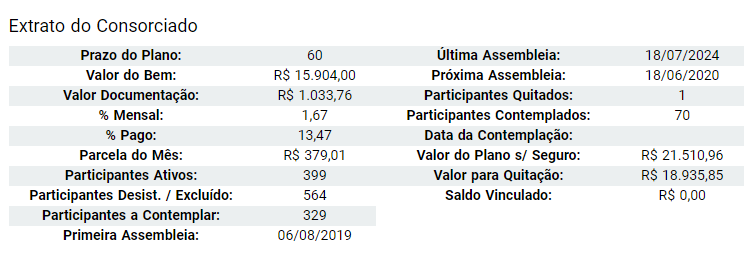 Extrato do Consorciado
Prazo do Plano: 60 Última Assembleia: 18/07/2024
Valor do Bem: R$ 15.904,00 Próxima Assembleia: 18/06/2020
Valor Documentação: R$ 1.033,76 Participantes Quitados: 1
% Mensal: 1,67 Participantes Contemplados: 70
% Pago: 13,47 Data da Contemplação:
Parcela do Mês: R$ 379,01 Valor do Plano s/ Seguro: R$ 21.510,96
Participantes Ativos: 399 Valor para Quitação: R$ 18.935,85
Participantes Desist. / Excluído: 564 Saldo Vinculado: R$ 0,00
Participantes a Contemplar: 329
Primeira Assembleia: 06/08/2019